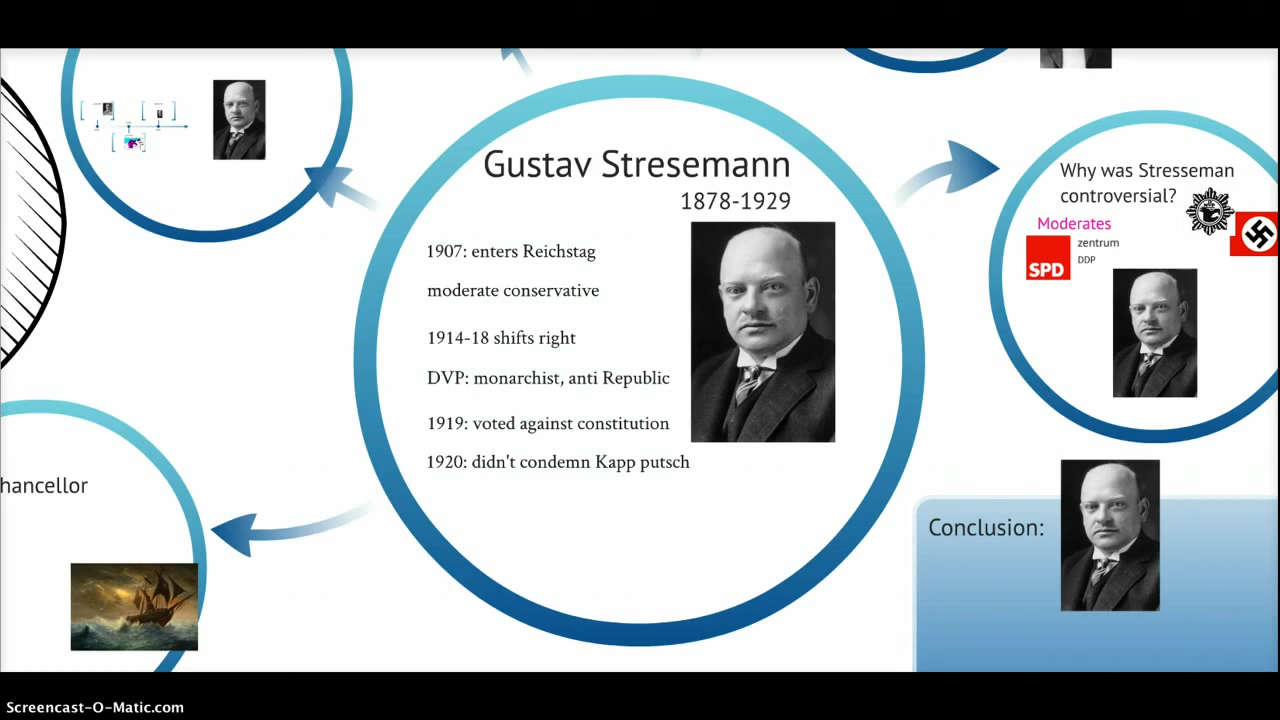 Gustav Stresemann
1878-1929
1907: enters Reichstag
moderate conservative
1914-18 shifts right
DVP: monarchist, anti Republic
1919: voted against constitution
1920: didn't condemn Kapp putsch
Why was Stresseman
controversial?
Moderates
SPD
zentrum
DDP
hancellor
Conclusion:
Screencast-O-Matic.com